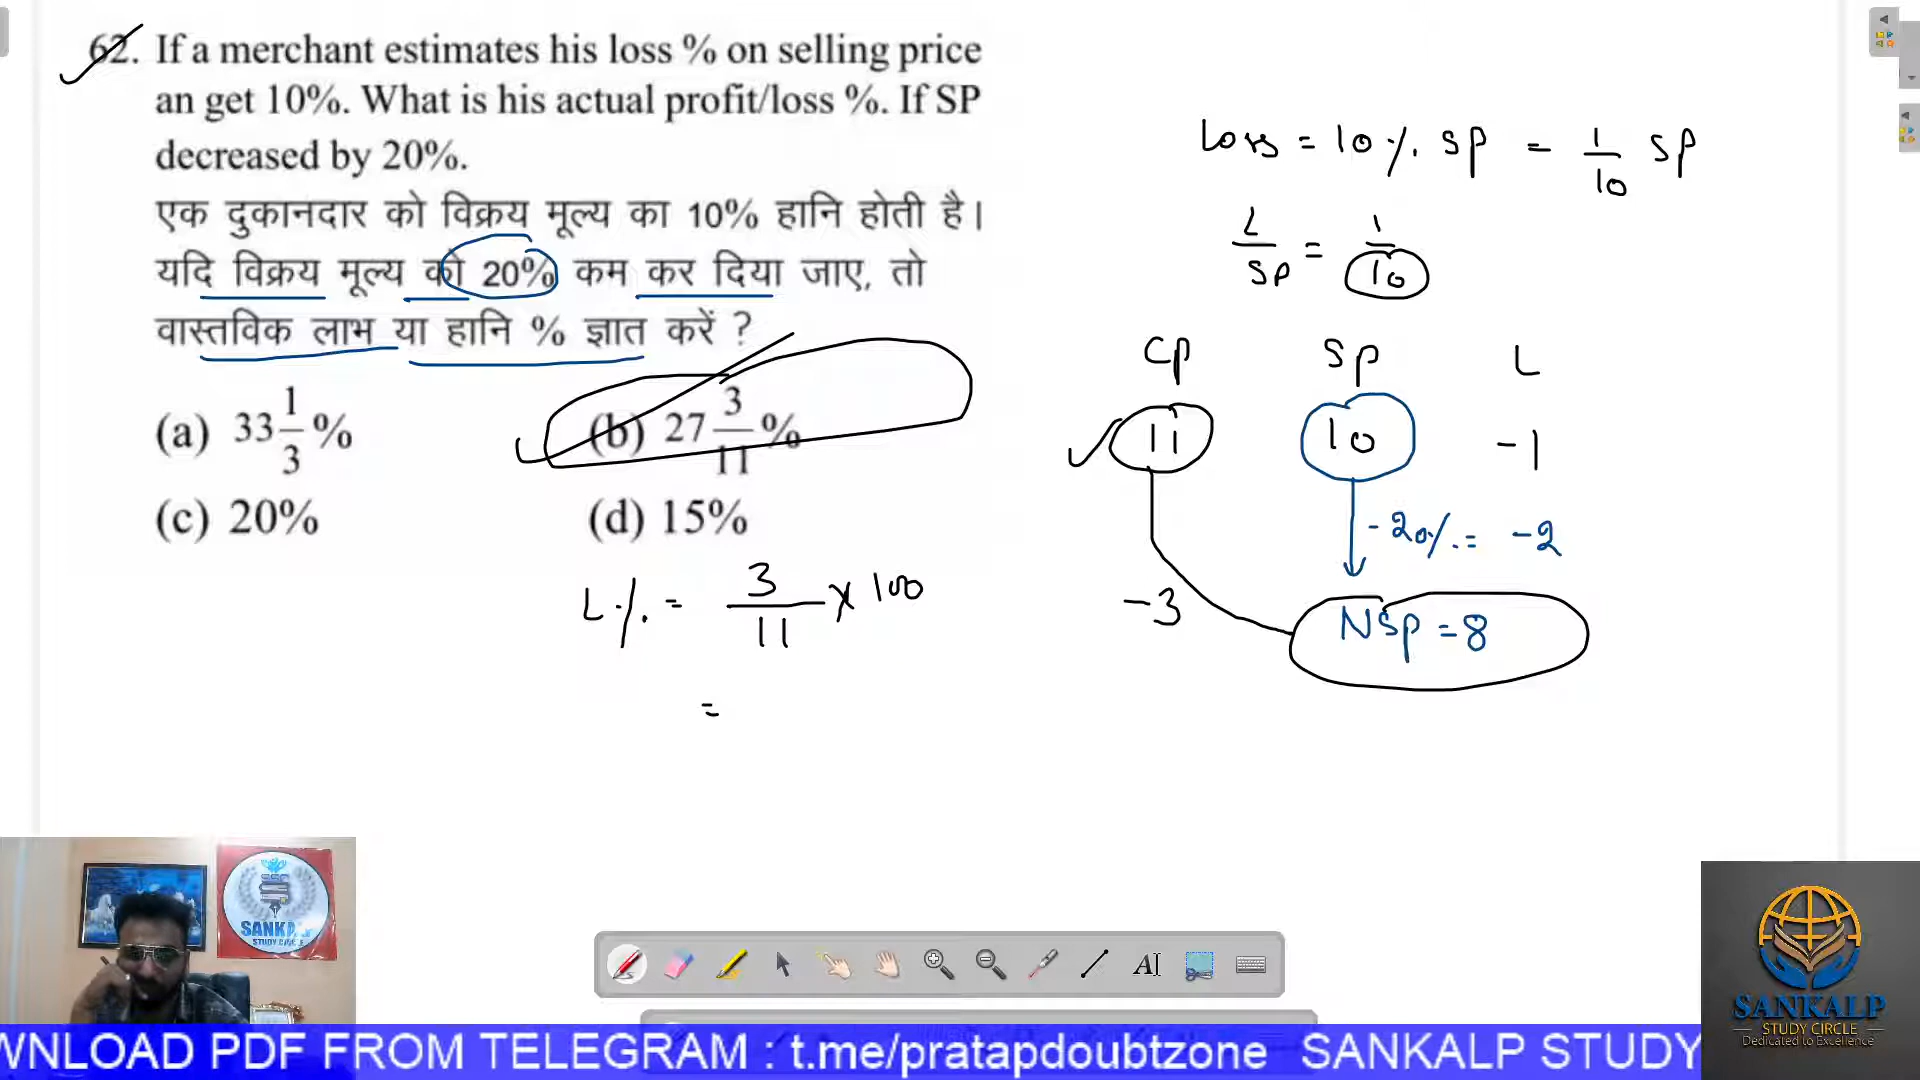 62. If a merchant estimates his loss % on selling price
an get 10%. What is his actual profit/loss %. If SP
decreased by 20%.
एक दुकानदार को विक्रय मूल्य का 10% हानि होती है।
यदि विक्रय मूल्य को 20% कम कर दिया जाए, तो
वास्तविक लाभ या हानि % ज्ञात करें ?
(a) 33 1/3 % (b) 27 3/11 %
(c) 20% (d) 15%
L % = 3/11 × 100
=
Loss = 10% SP = 1/10 SP
L/SP = 1/10
CP SP L
11 10 -1
-20% = -2
-3 NSP = 8
SANKALP
STUDY CIRCLE
AI
SANKALP
STUDY CIRCLE
Dedicated to Excellence
WNLOAD PDF FROM TELEGRAM : t.me/pratapdoubtzone SANKALP STUDY